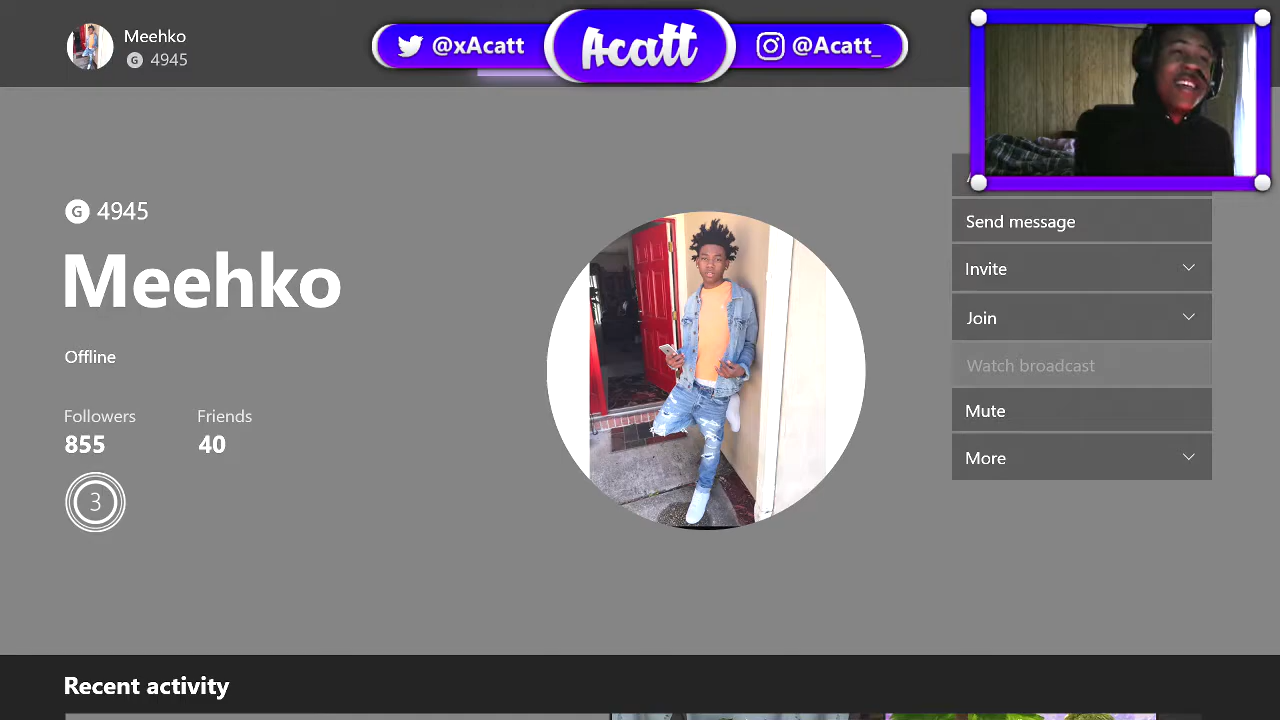 Meehko
G 4945
@xAcatt
Acatt
@Acatt_
G 4945
Meehko
Offline
Followers
855
Friends
40
3
Send message
Invite
Join
Watch broadcast
Mute
More
Recent activity